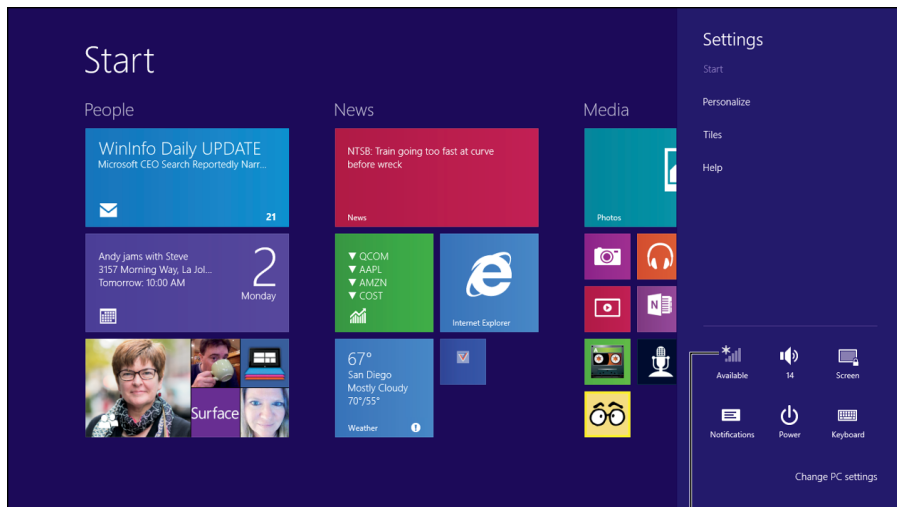 Start
People
WinInfo Daily UPDATE
Microsoft CEO Search Reportedly Narr...
21
Andy jams with Steve
3157 Morning Way, La Jol...
Tomorrow: 10:00 AM
2
Monday
Surface
News
NTSB: Train going too fast at curve
before wreck
News
▼ QCOM
▼ AAPL
▼ AMZN
▼ COST
Internet Explorer
67°
San Diego
Mostly Cloudy
70°/55°
Weather
Media
Photos
N
Settings
Start
Personalize
Tiles
Help
Available
14
Screen
Notifications
Power
Keyboard
Change PC settings